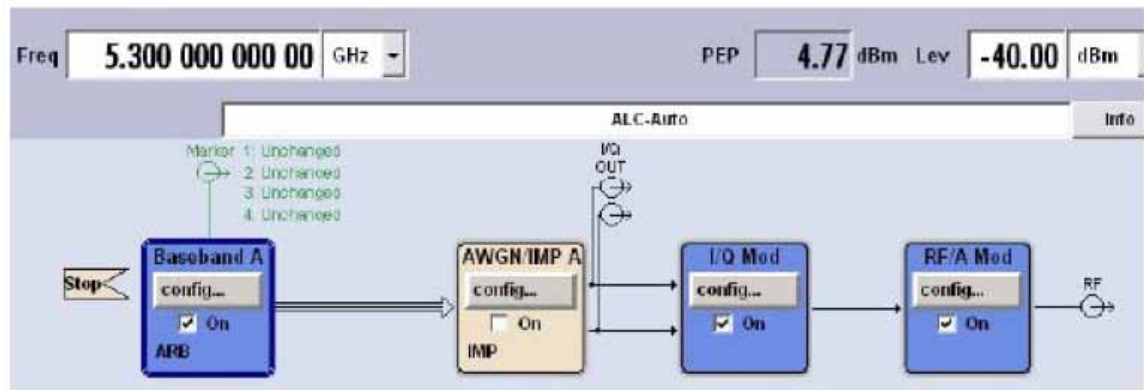 Freq 5.300 000 000 00 GHz PEP 4.77 dBm Lev -40.00 dBm
ALC-Auto Info
Marker 1: Unchanged
2: Unchanged
3: Unchanged
4: Unchanged
I/Q
OUT
Baseband A AWGN/IMP A I/Q Mod RF/A Mod
Stop config... config... config... config... RF
On On On On
ARB IMP